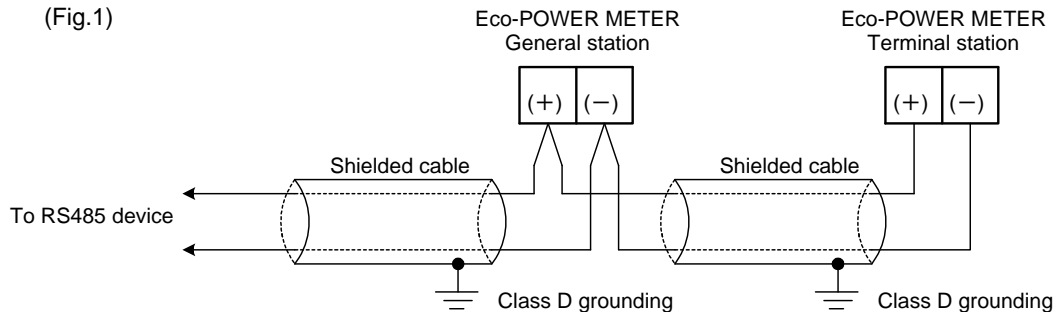 (Fig.1)
Eco-POWER METER
General station
Eco-POWER METER
Terminal station
(+) (−)
(+) (−)
Shielded cable
Shielded cable
To RS485 device
Class D grounding
Class D grounding